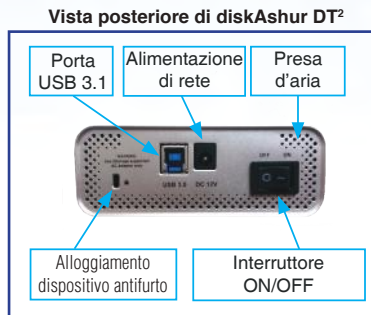 Vista posteriore di diskAshur DT²
Porta
USB 3.1
Alimentazione
di rete
Presa
d'aria
OFF ON
USB 3.0 DC 12V
Alloggiamento
dispositivo antifurto
Interruttore
ON/OFF